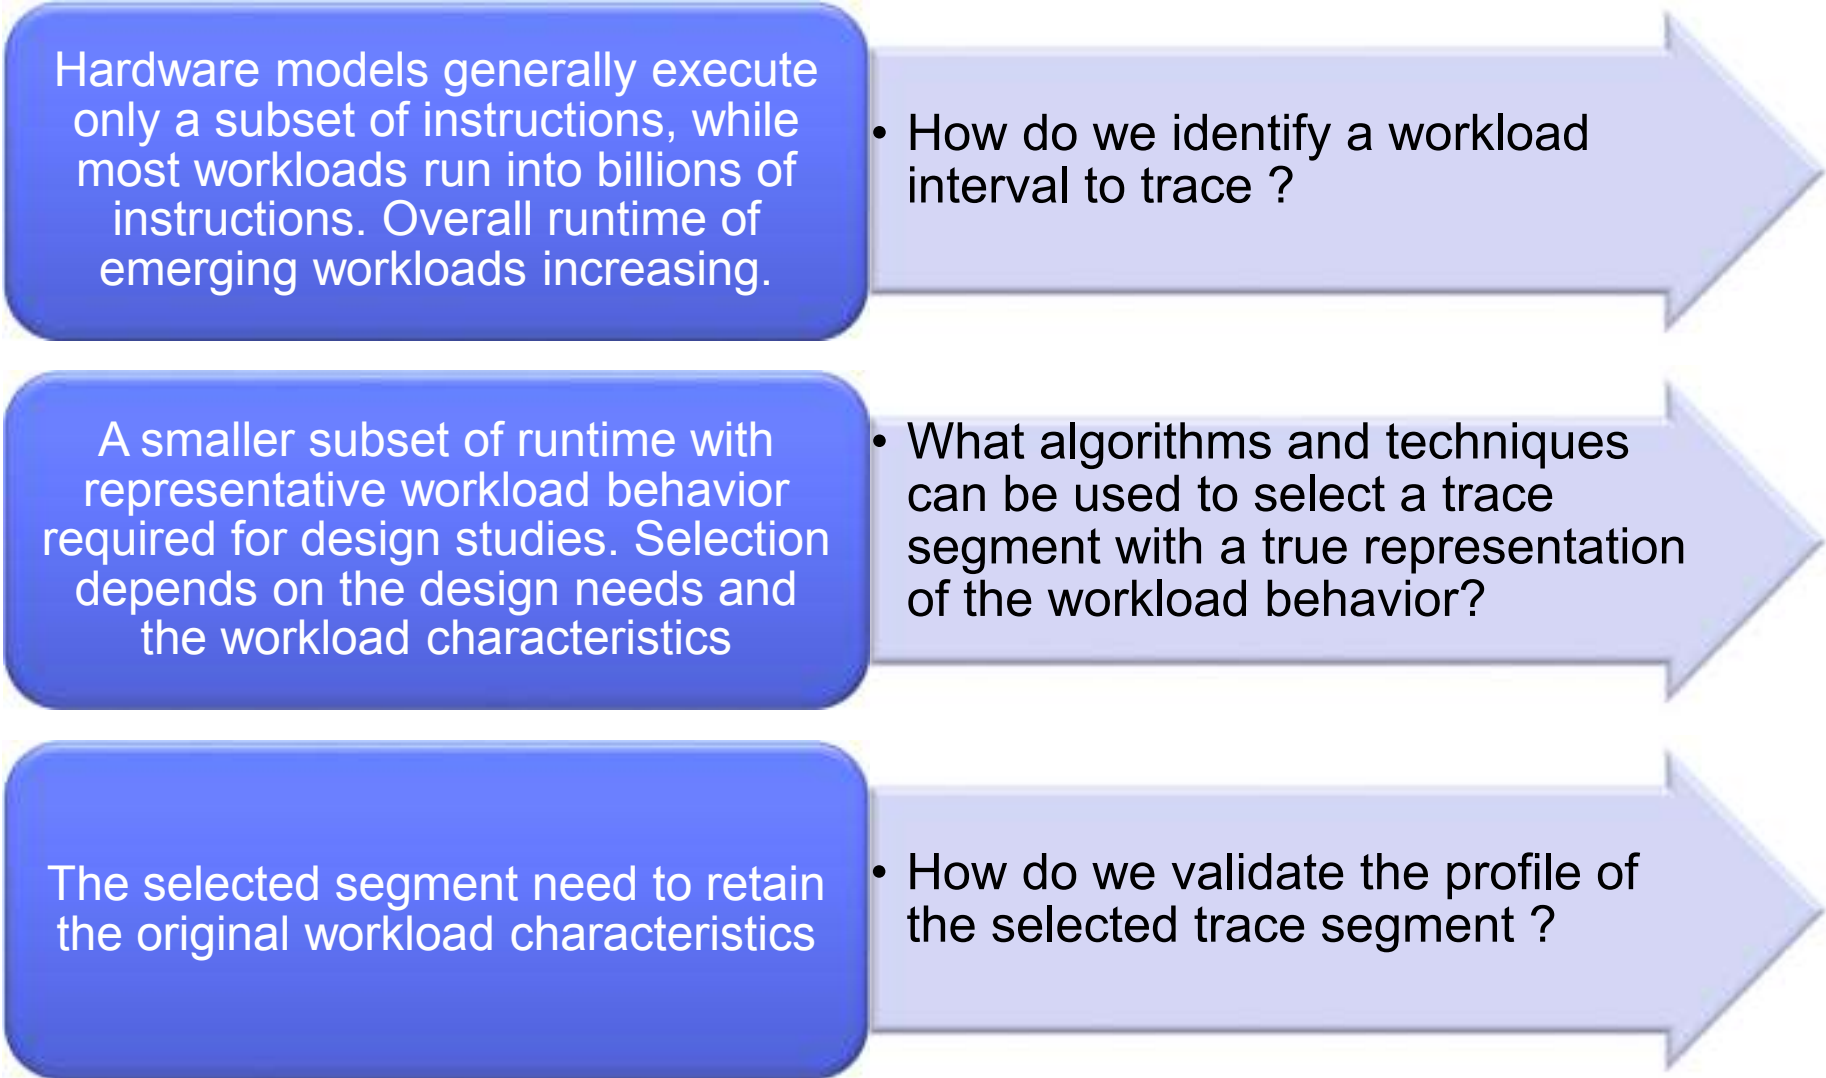 Hardware models generally execute
only a subset of instructions, while
most workloads run into billions of
instructions. Overall runtime of
emerging workloads increasing.
• How do we identify a workload
interval to trace ?
A smaller subset of runtime with
representative workload behavior
required for design studies. Selection
depends on the design needs and
the workload characteristics
• What algorithms and techniques
can be used to select a trace
segment with a true representation
of the workload behavior?
The selected segment need to retain
the original workload characteristics
• How do we validate the profile of
the selected trace segment ?